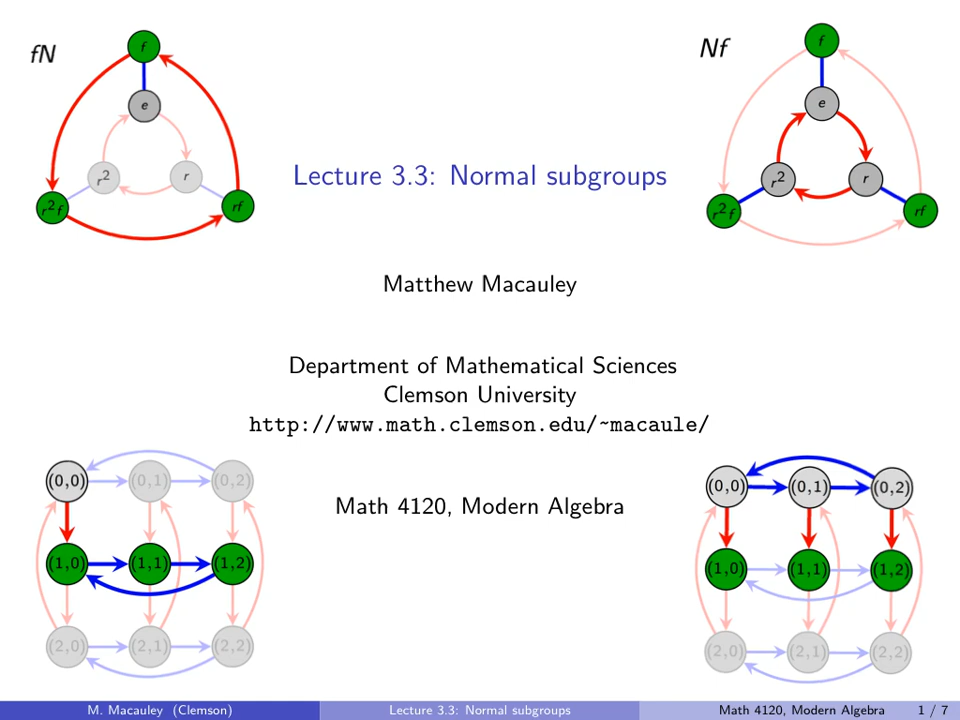 fN
f
e
r²
r
r²f
rf
Nf
f
e
r²
r
r²f
rf
Lecture 3.3: Normal subgroups
Matthew Macauley
Department of Mathematical Sciences
Clemson University
http://www.math.clemson.edu/~macaule/
Math 4120, Modern Algebra
(0,0) (0,1) (0,2)
(1,0) (1,1) (1,2)
(2,0) (2,1) (2,2)
(0,0) (0,1) (0,2)
(1,0) (1,1) (1,2)
(2,0) (2,1) (2,2)
M. Macauley (Clemson) Lecture 3.3: Normal subgroups Math 4120, Modern Algebra 1 / 7